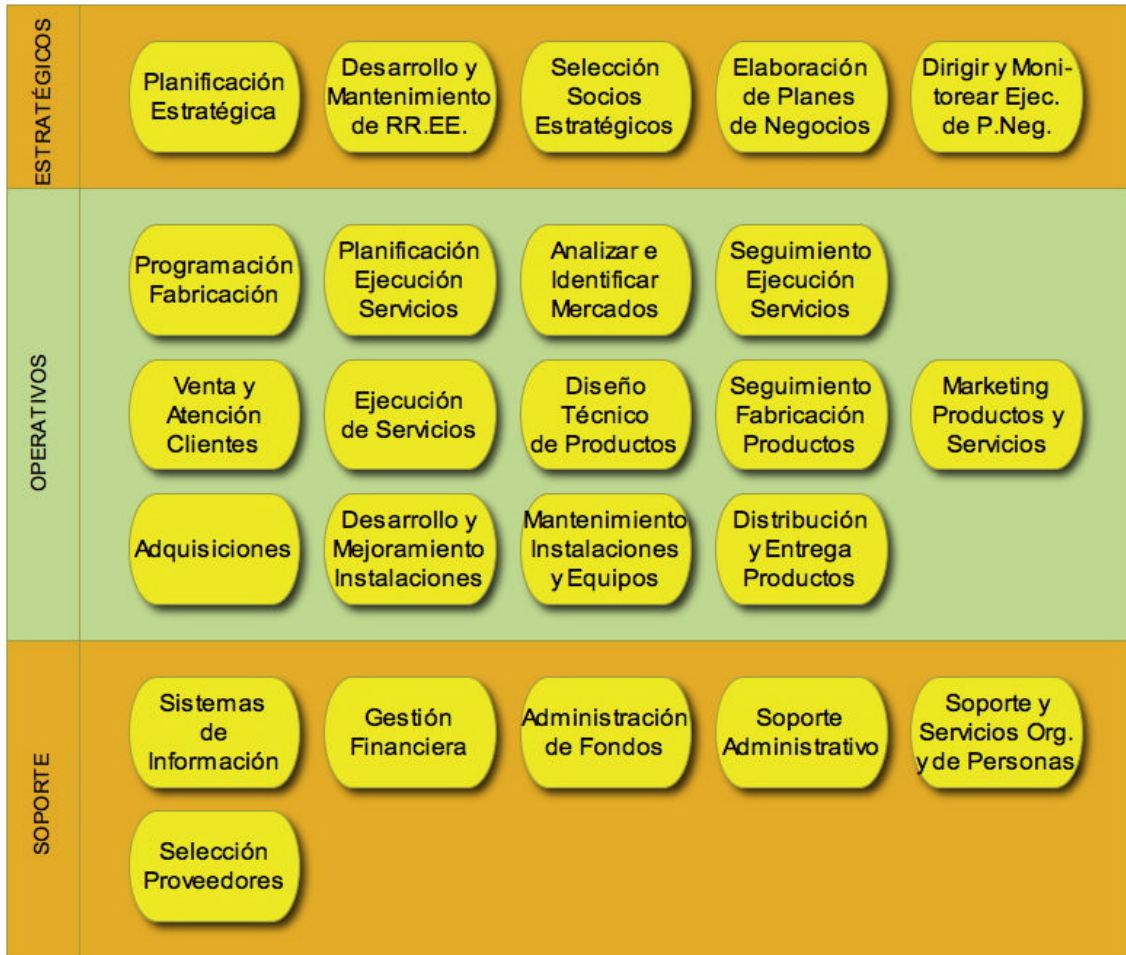 ESTRATÉGICOS
Planificación
Estratégica
Desarrollo y
Mantenimiento
de RR.EE.
Selección
Socios
Estratégicos
Elaboración
de Planes
de Negocios
Dirigir y Moni-
torear Ejec.
de P.Neg.
OPERATIVOS
Programación
Fabricación
Planificación
Ejecución
Servicios
Analizar e
Identificar
Mercados
Seguimiento
Ejecución
Servicios
Venta y
Atención
Clientes
Ejecución
de Servicios
Diseño
Técnico
de Productos
Seguimiento
Fabricación
Productos
Marketing
Productos y
Servicios
Adquisiciones
Desarrollo y
Mejoramiento
Instalaciones
Mantenimiento
Instalaciones
y Equipos
Distribución
y Entrega
Productos
SOPORTE
Sistemas
de
Información
Gestión
Financiera
Administración
de Fondos
Soporte
Administrativo
Soporte y
Servicios Org.
y de Personas
Selección
Proveedores